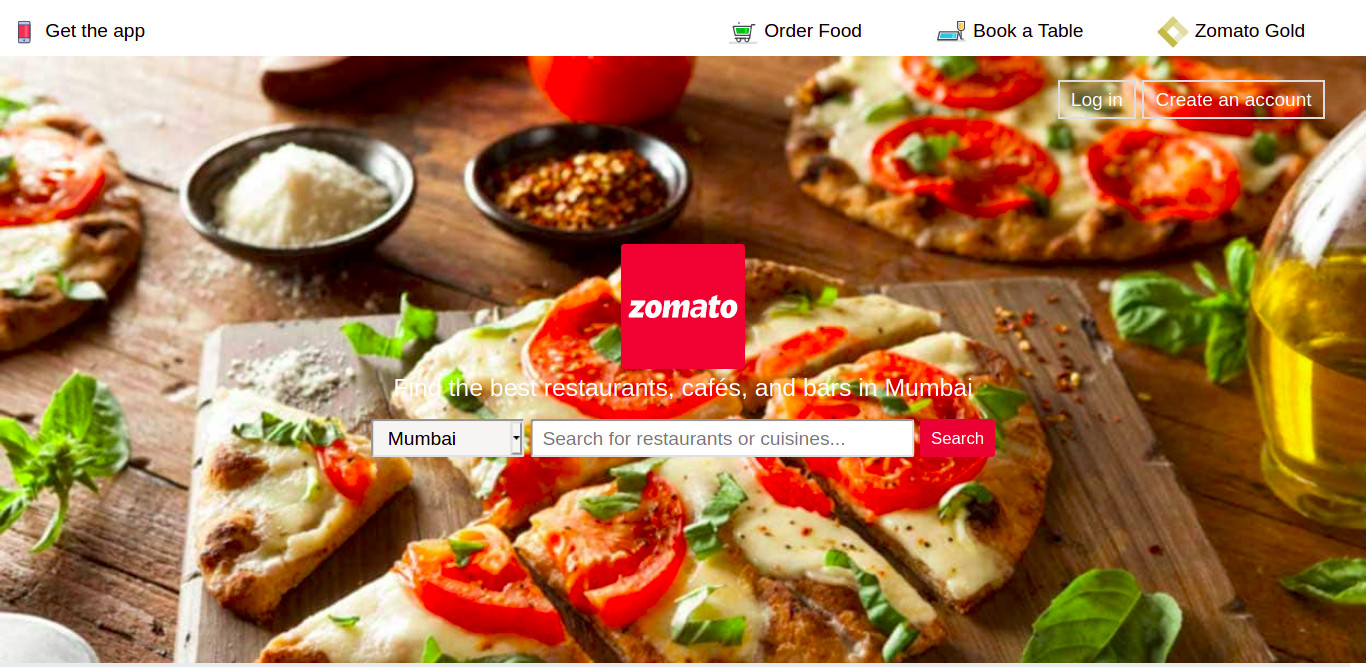 Get the app
Order Food
Book a Table
Zomato Gold
Log in
Create an account
zomato
Find the best restaurants, cafés, and bars in Mumbai
Mumbai
Search for restaurants or cuisines...
Search